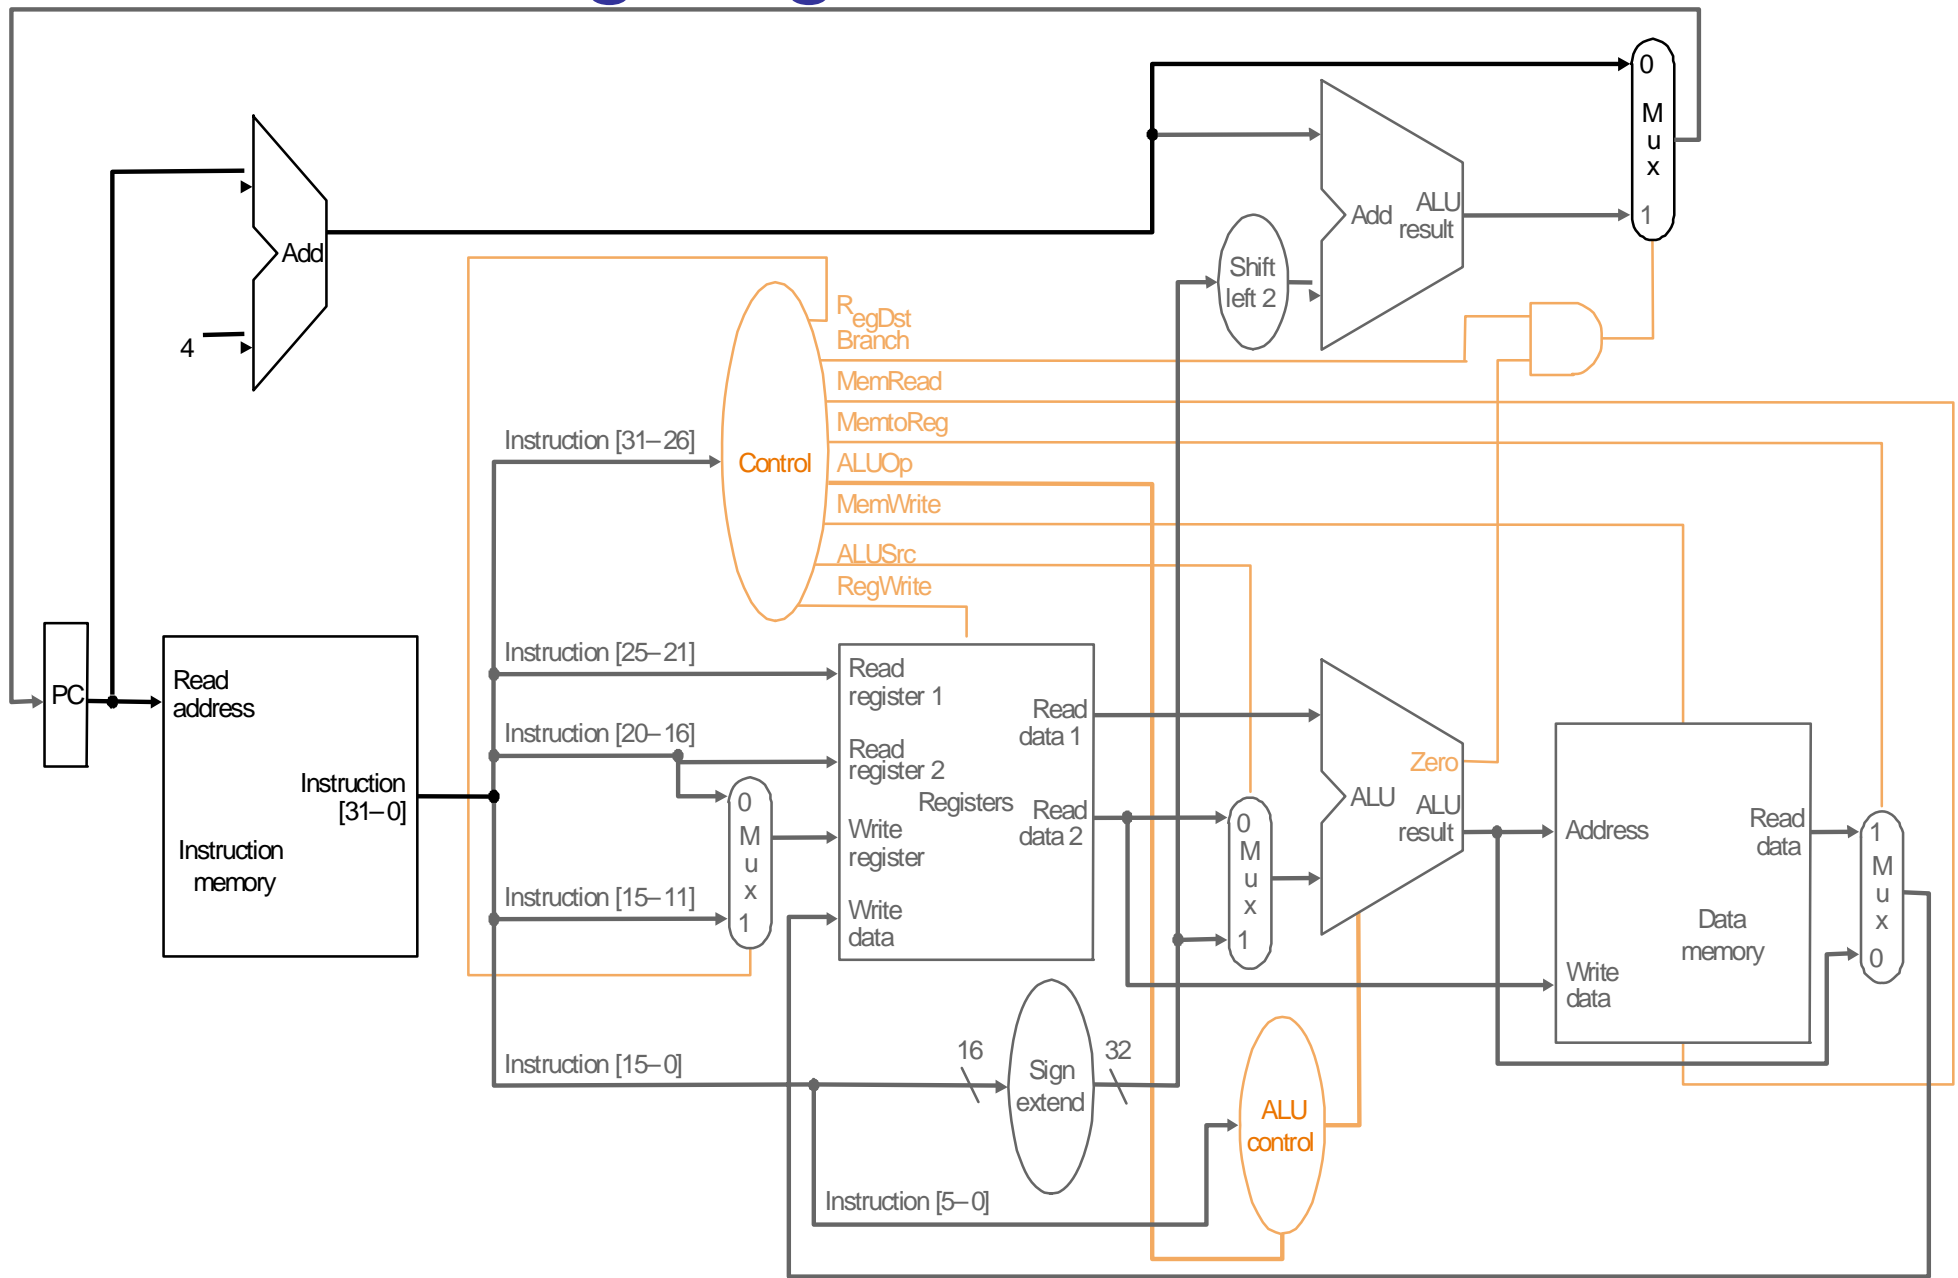 0
M
u
x
1
Add
ALU
result
Add
4
Shift
left 2
R
egDst
Branch
MemRead
MemtoReg
ALUOp
MemWrite
ALUSrc
RegWrite
Control
Instruction [31–26]
Instruction [25–21]
Instruction [20–16]
Instruction [15–11]
Instruction [15–0]
Instruction [5–0]
PC
Read
address
Instruction
[31–0]
Instruction
memory
0
M
u
x
1
Read
register 1
Read
register 2
Write
register
Write
data
Registers
Read
data 1
Read
data 2
0
M
u
x
1
Zero
ALU
ALU
result
Address
Read
data
Data
memory
Write
data
1
M
u
x
0
16
Sign
extend
32
ALU
control